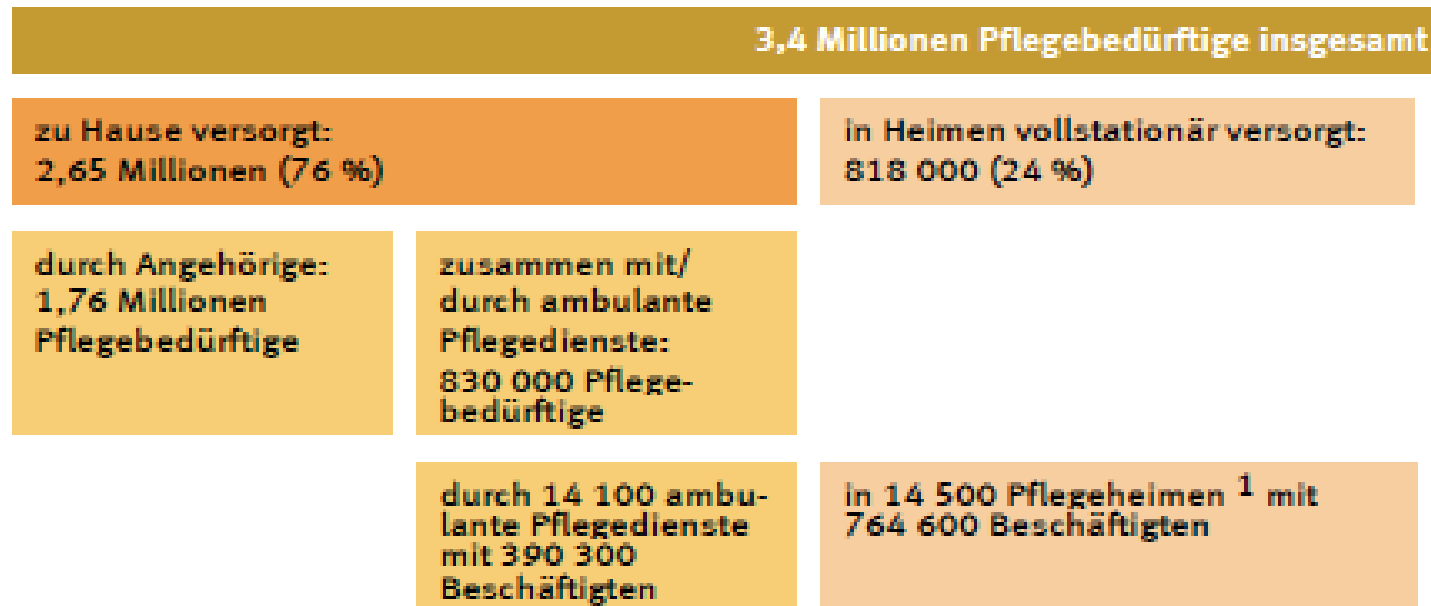 3,4 Millionen Pflegebedürftige insgesamt
zu Hause versorgt:
2,65 Millionen (76 %)
in Heimen vollstationär versorgt:
818 000 (24 %)
durch Angehörige:
1,76 Millionen
Pflegebedürftige
zusammen mit/
durch ambulante
Pflegedienste:
830 000 Pflege-
bedürftige
durch 14 100 ambu-
lante Pflegedienste
mit 390 300
Beschäftigten
in 14 500 Pflegeheimen 1 mit
764 600 Beschäftigten